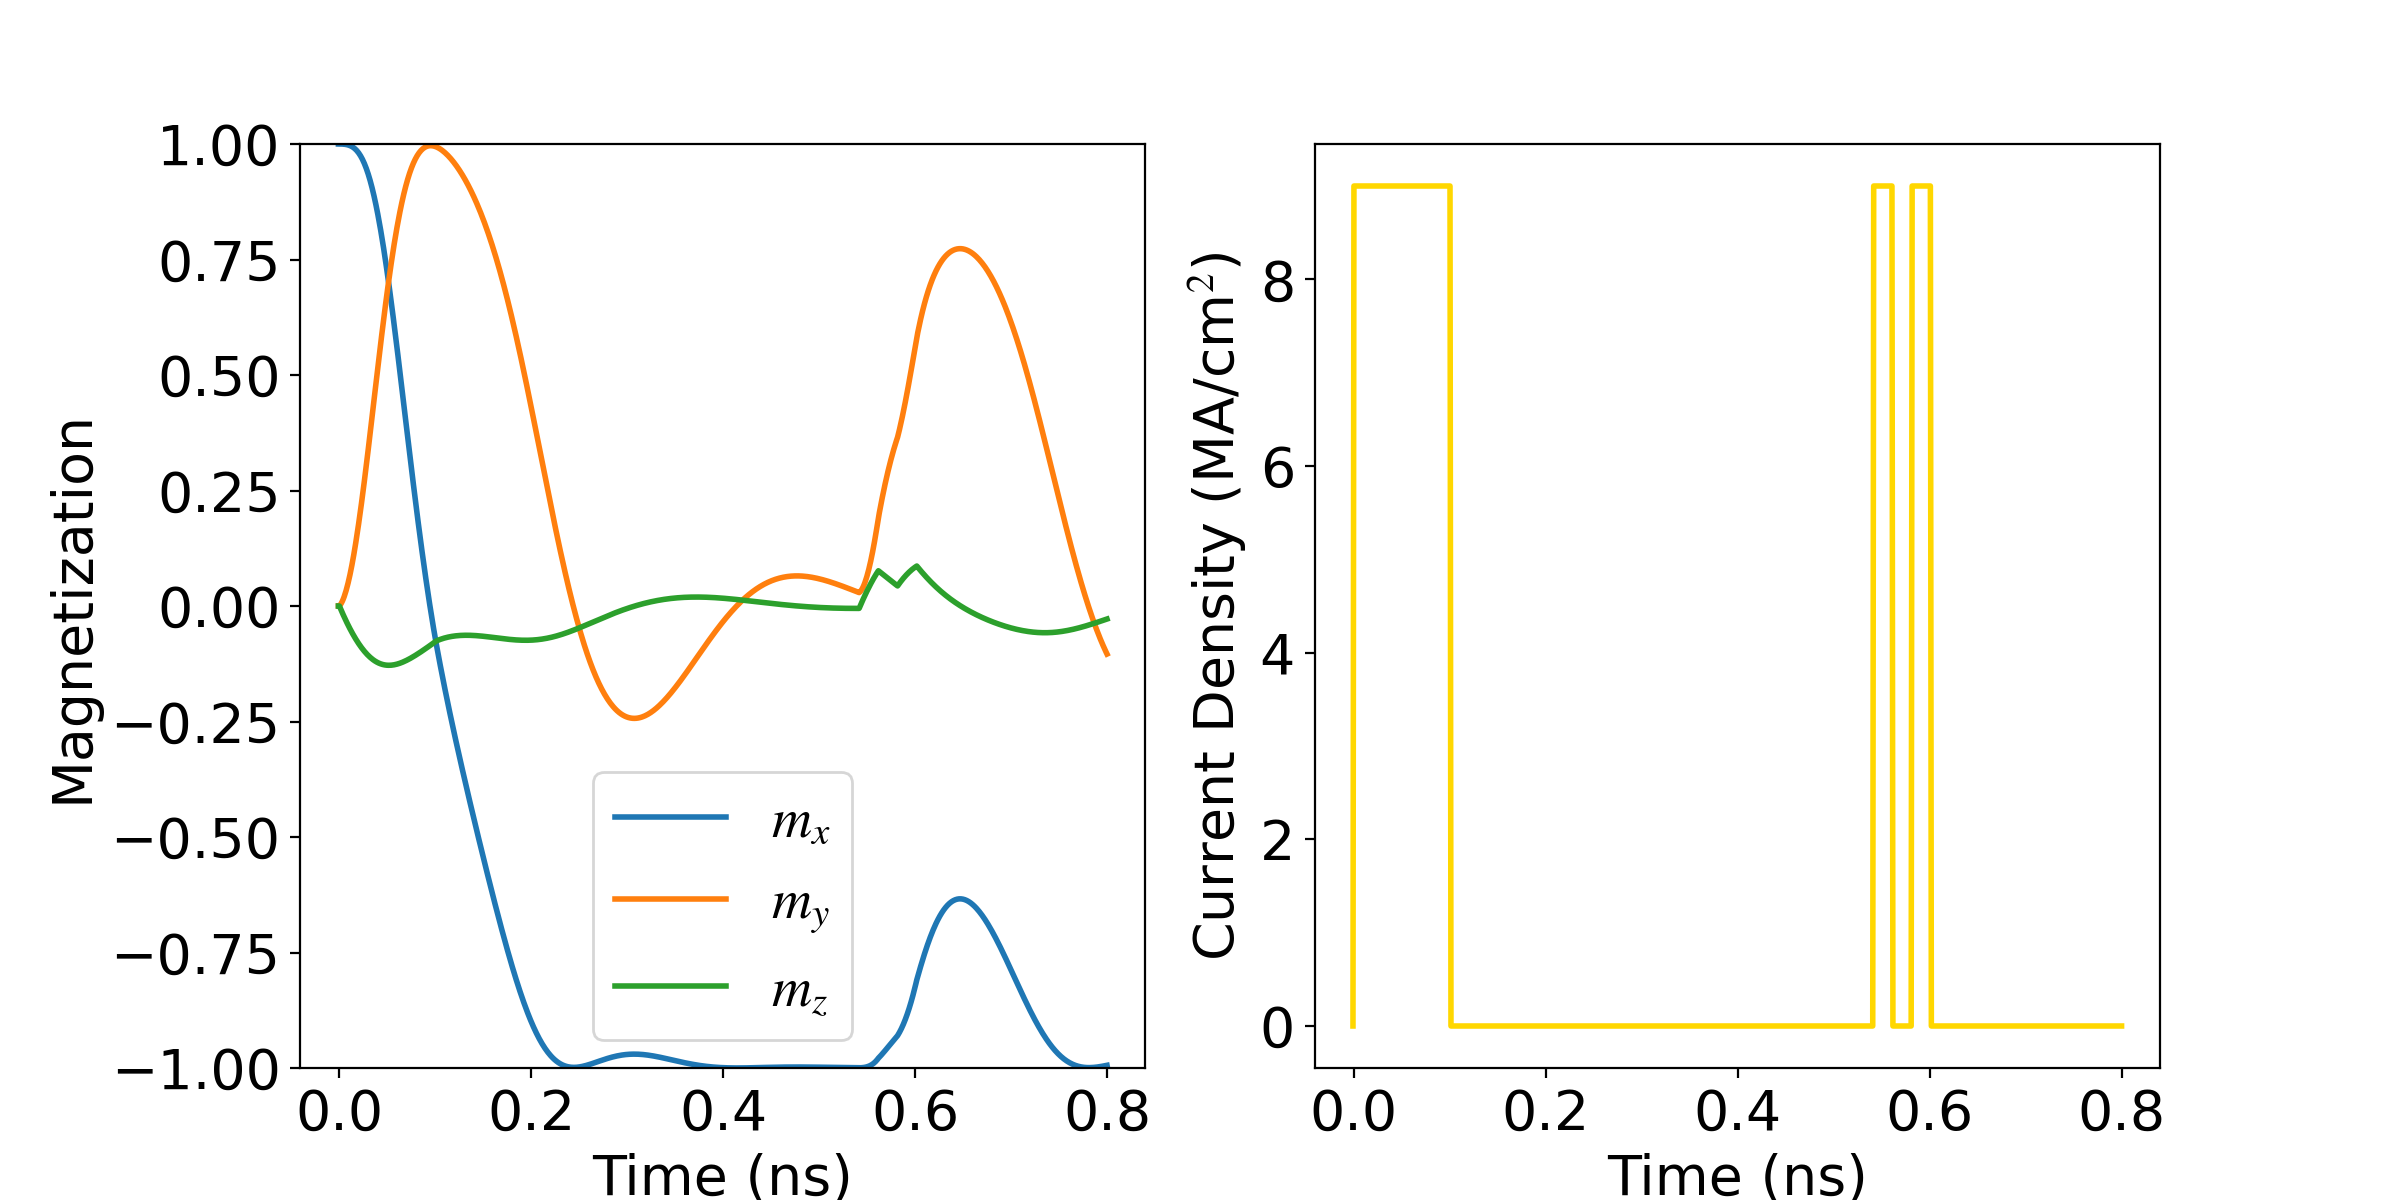 Magnetization
1.00
0.75
0.50
0.25
0.00
−0.25
−0.50
−0.75
−1.00
m_x
m_y
m_z
0.0 0.2 0.4 0.6 0.8
Time (ns)
Current Density (MA/cm²)
8
6
4
2
0
0.0 0.2 0.4 0.6 0.8
Time (ns)